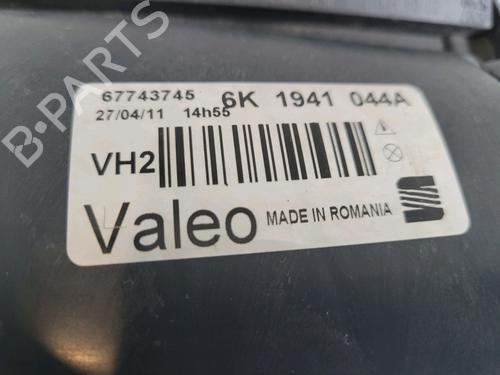 67743745 6K 1941 044A
27/04/11 14h55
VH2
Valeo MADE IN ROMANIA
B-PARTS